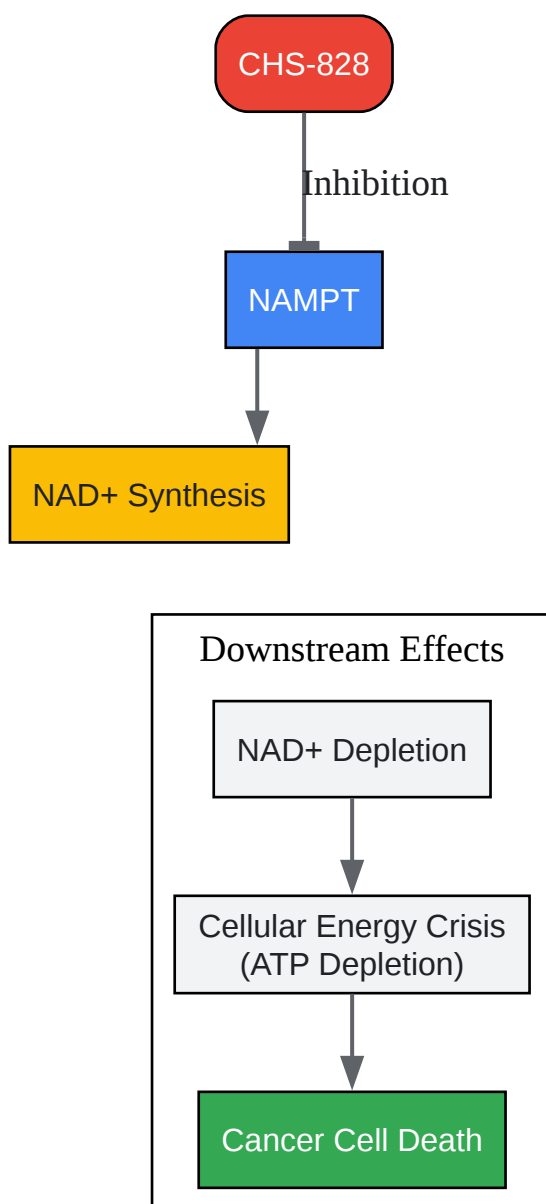 CHS-828
Inhibition
NAMPT
NAD+ Synthesis
Downstream Effects
NAD+ Depletion
Cellular Energy Crisis
(ATP Depletion)
Cancer Cell Death